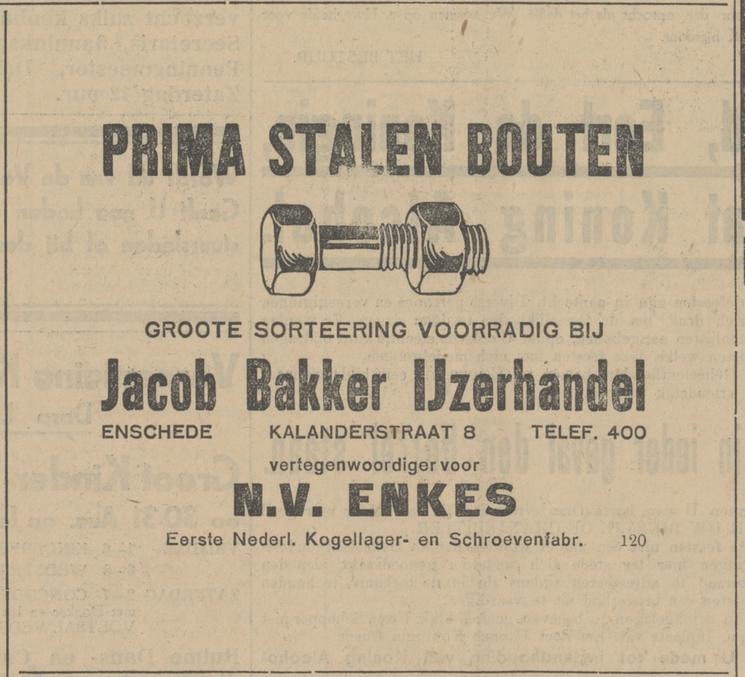 PRIMA STALEN BOUTEN
GROOTE SORTEERING VOORRADIG BIJ
Jacob Bakker IJzerhandel
ENSCHEDE KALANDERSTRAAT 8 TELEF. 400
vertegenwoordiger voor
N.V. ENKES
Eerste Nederl. Kogellager- en Schroevenfabr. 120